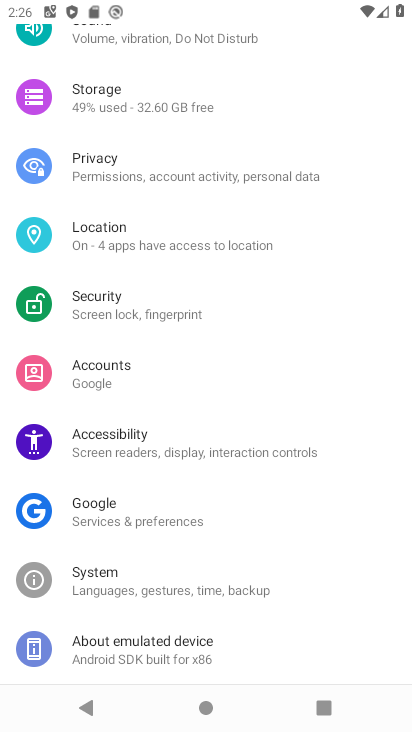 2:26
Sound
Volume, vibration, Do Not Disturb
Storage
49% used - 32.60 GB free
Privacy
Permissions, account activity, personal data
Location
On - 4 apps have access to location
Security
Screen lock, fingerprint
Accounts
Google
Accessibility
Screen readers, display, interaction controls
Google
Services & preferences
System
Languages, gestures, time, backup
About emulated device
Android SDK built for x86